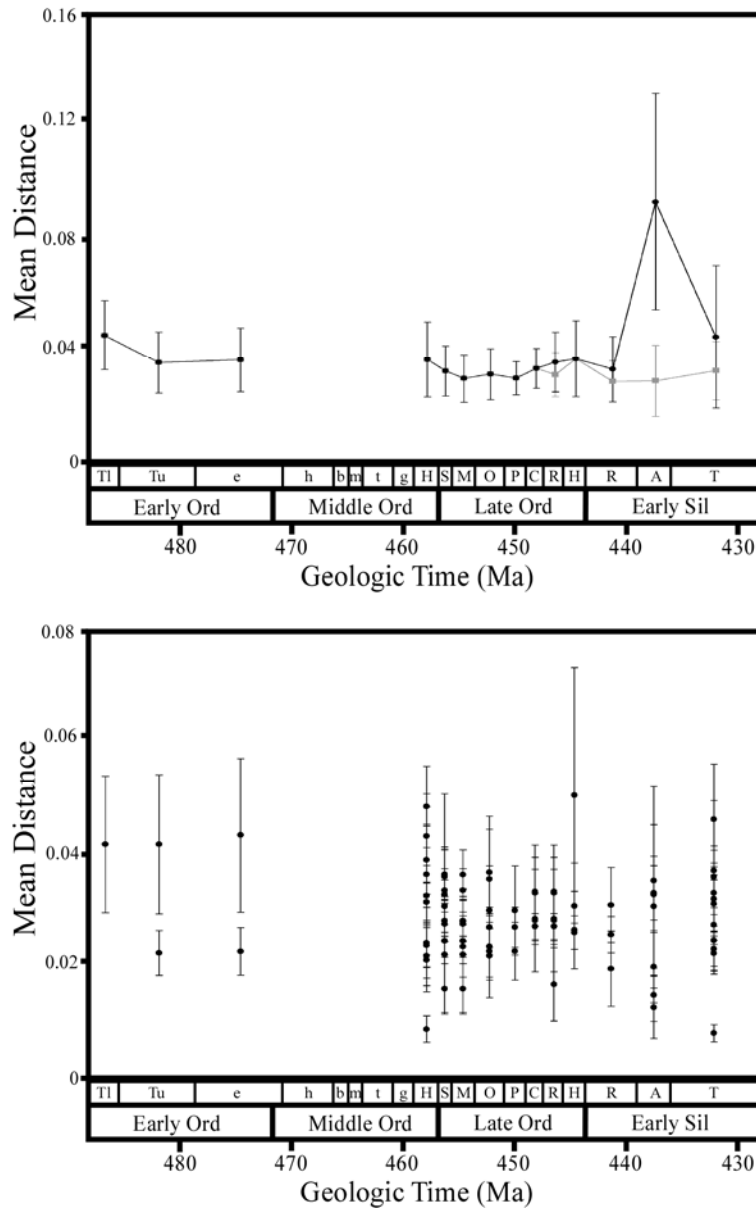 0.16
0.12
0.08
0.04
0
Mean Distance
Tl Tu e h b m t g H S M O P C R H R A T
Early Ord Middle Ord Late Ord Early Sil
480 470 460 450 440 430
Geologic Time (Ma)
0.08
0.06
0.04
0.02
0
Mean Distance
Tl Tu e h b m t g H S M O P C R H R A T
Early Ord Middle Ord Late Ord Early Sil
480 470 460 450 440 430
Geologic Time (Ma)